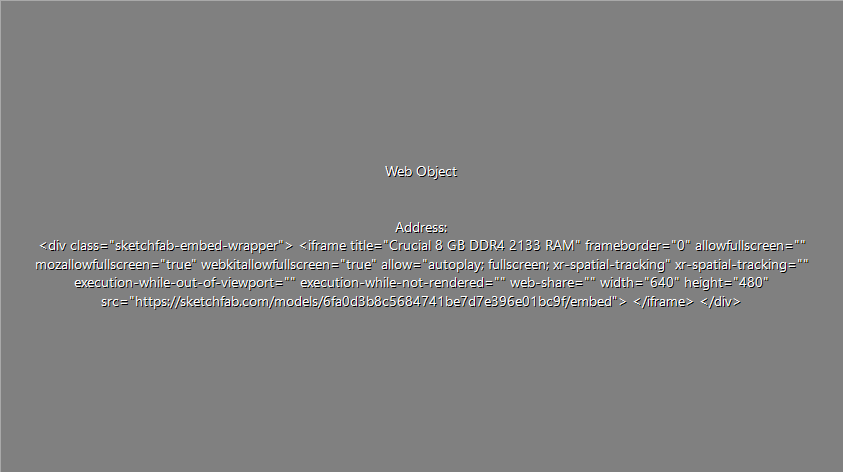 Web Object
Address:
<div class="sketchfab-embed-wrapper"> <iframe title="Crucial 8 GB DDR4 2133 RAM" frameborder="0" allowfullscreen=""
mozallowfullscreen="true" webkitallowfullscreen="true" allow="autoplay; fullscreen; xr-spatial-tracking" xr-spatial-tracking=""
execution-while-out-of-viewport="" execution-while-not-rendered="" web-share="" width="640" height="480"
src="https://sketchfab.com/models/6fa0d3b8c5684741be7d7e396e01bc9f/embed"> </iframe> </div>